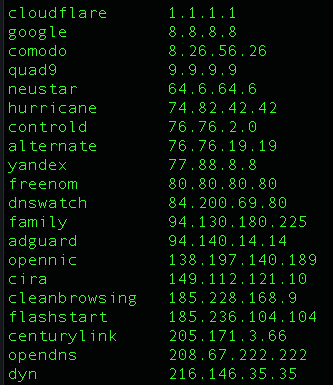 cloudflare 1.1.1.1
google 8.8.8.8
comodo 8.26.56.26
quad9 9.9.9.9
neustar 64.6.64.6
hurricane 74.82.42.42
controld 76.76.2.0
alternate 76.76.19.19
yandex 77.88.8.8
freenom 80.80.80.80
dnswatch 84.200.69.80
family 94.130.180.225
adguard 94.140.14.14
opennic 138.197.140.189
cira 149.112.121.10
cleanbrowsing 185.228.168.9
flashstart 185.236.104.104
centurylink 205.171.3.66
opendns 208.67.222.222
dyn 216.146.35.35